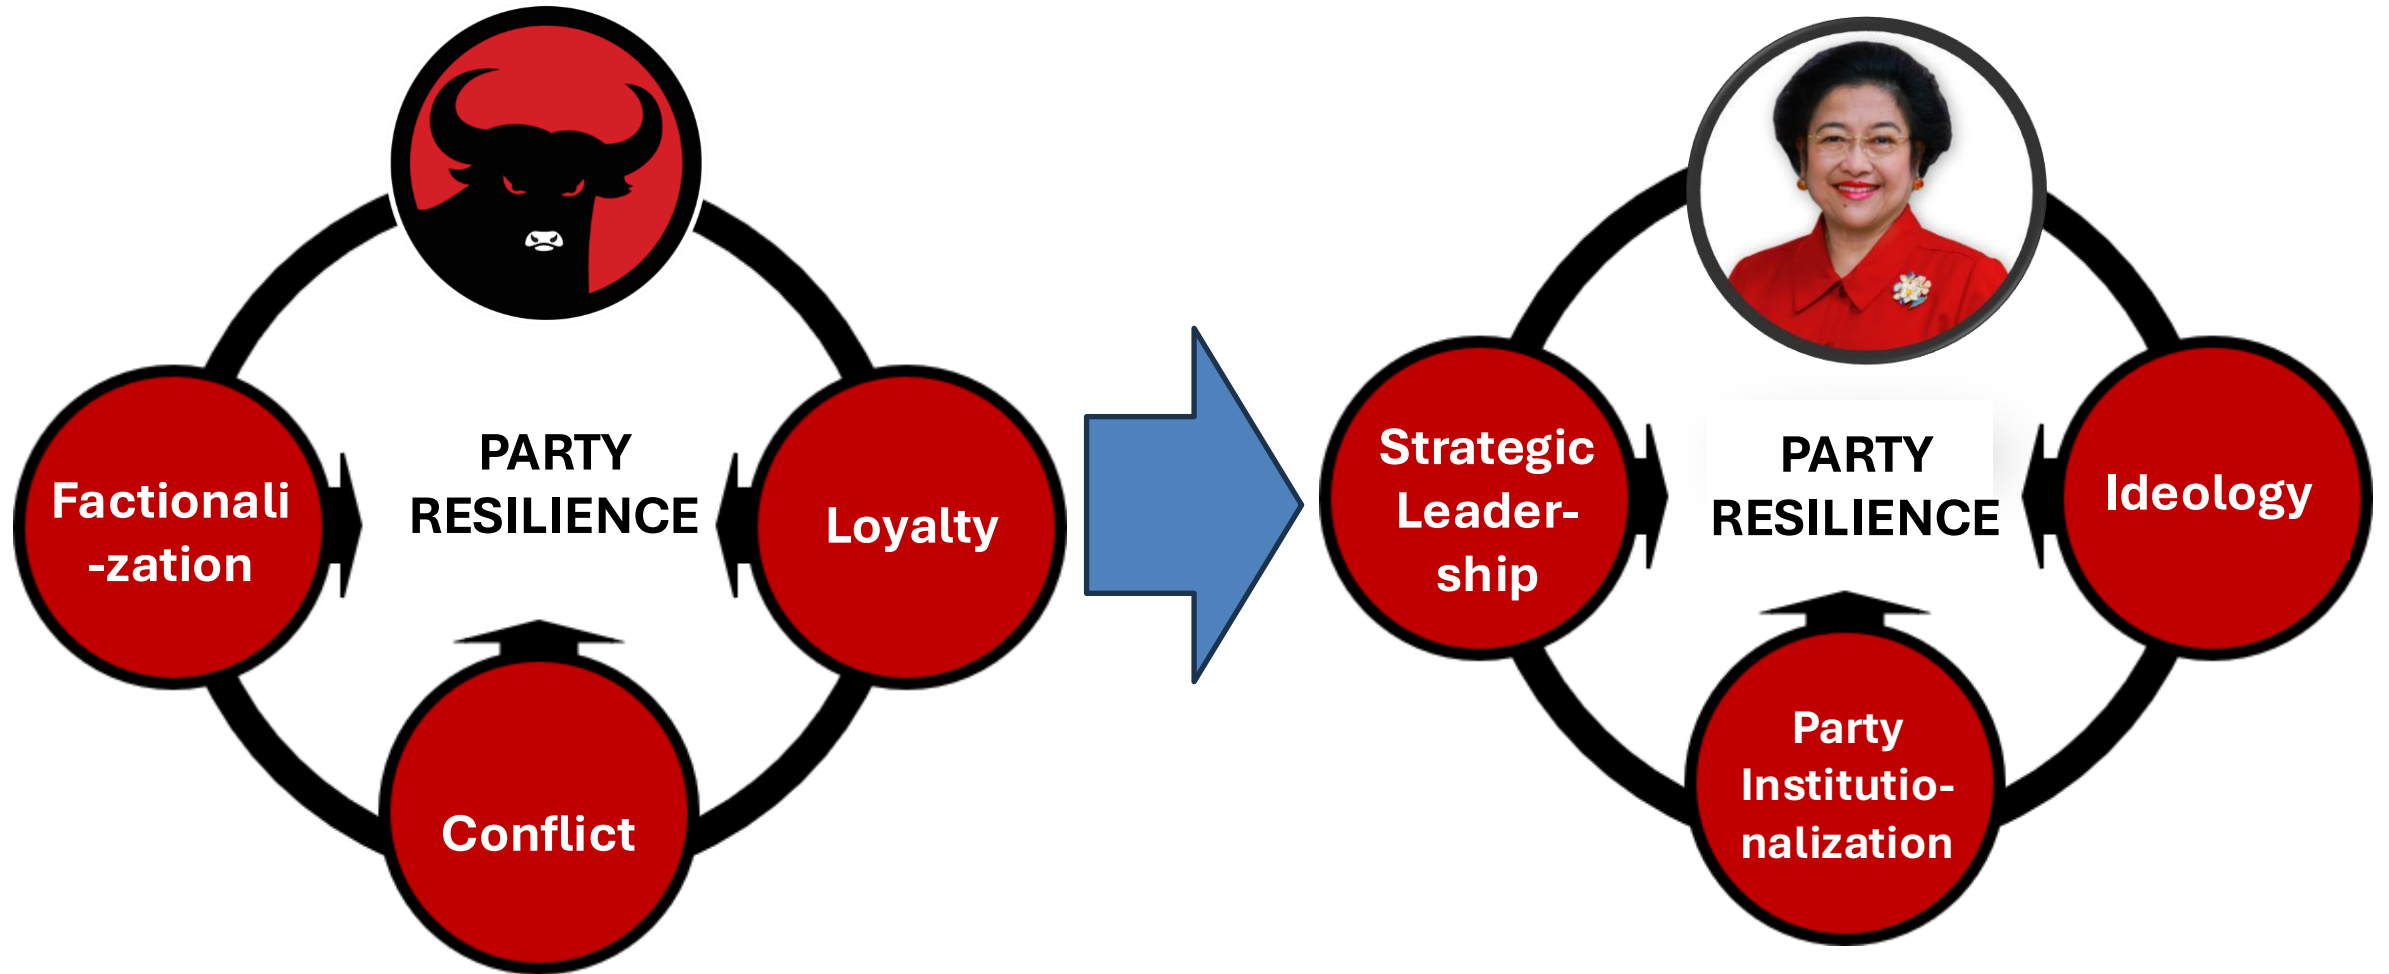 PARTY
RESILIENCE
Factionali
-zation
Loyalty
Conflict
PARTY
RESILIENCE
Strategic
Leader-
ship
Ideology
Party
Institutio-
nalization